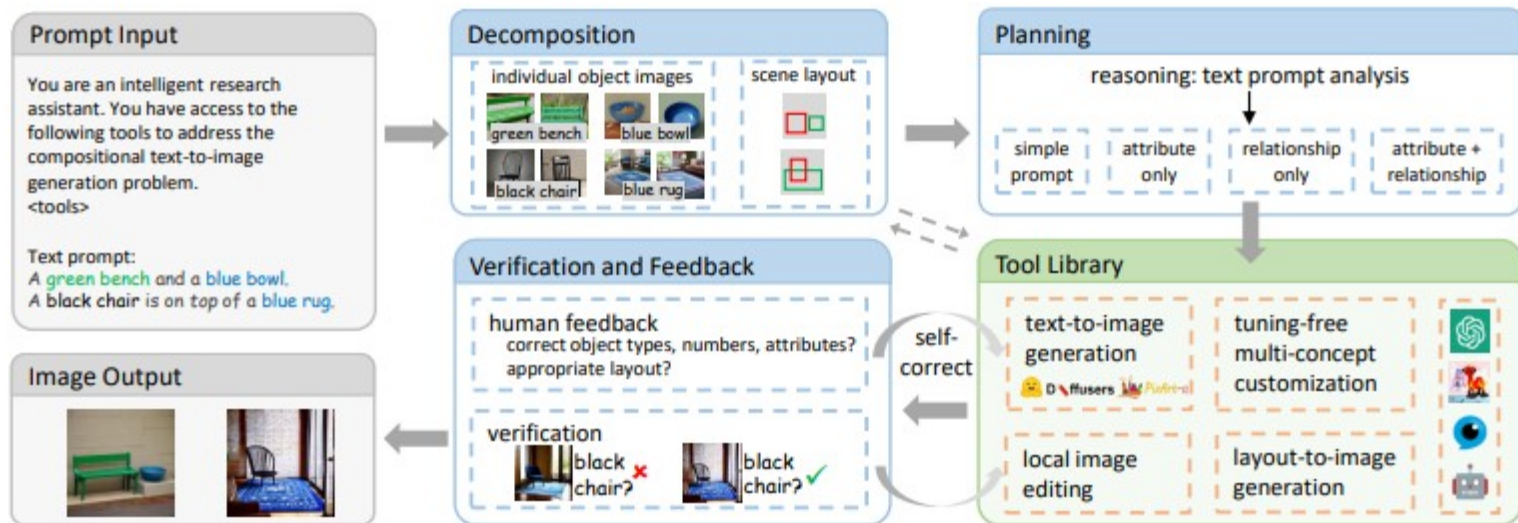 Prompt Input
You are an intelligent research
assistant. You have access to the
following tools to address the
compositional text-to-image
generation problem.
<tools>
Text prompt:
A green bench and a blue bowl.
A black chair is on top of a blue rug.
Decomposition
individual object images
green bench
blue bowl
black chair
blue rug
scene layout
Planning
reasoning: text prompt analysis
simple
prompt
attribute
only
relationship
only
attribute +
relationship
Tool Library
text-to-image
generation
tuning-free
multi-concept
customization
local image
editing
layout-to-image
generation
self-
correct
Verification and Feedback
human feedback
correct object types, numbers, attributes?
appropriate layout?
verification
black
chair?
black
chair?
Image Output